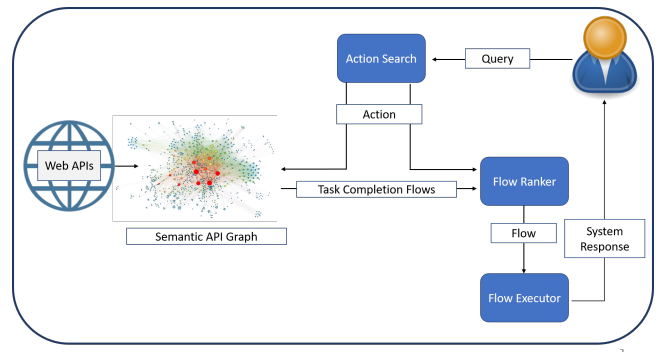 Action Search
Query
Action
Web APIs
Semantic API Graph
Task Completion Flows
Flow Ranker
Flow
System
Response
Flow Executor